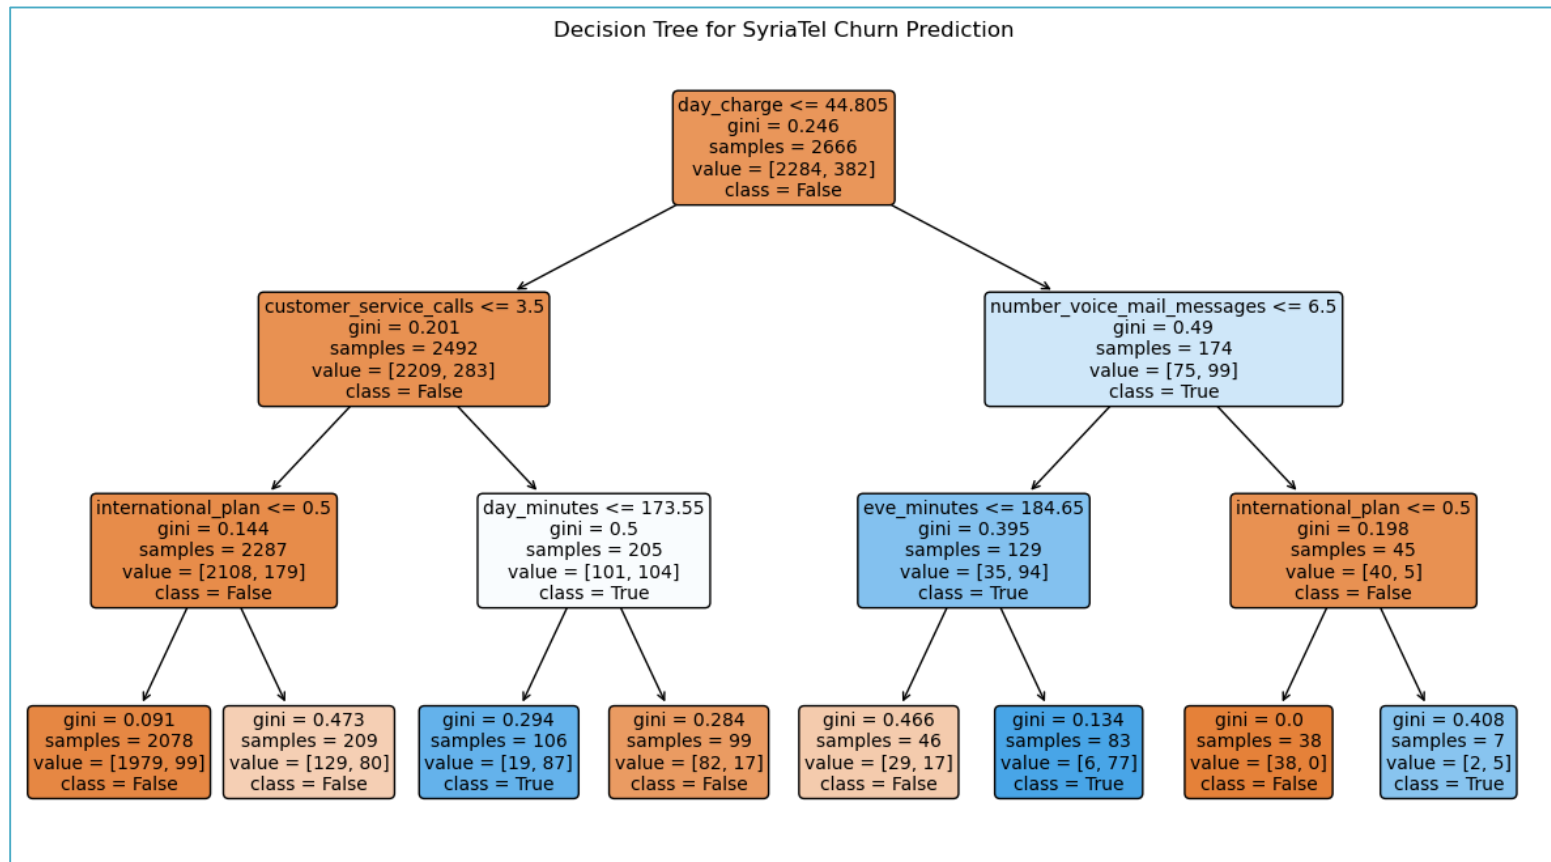 Decision Tree for SyriaTel Churn Prediction
day_charge <= 44.805
gini = 0.246
samples = 2666
value = [2284, 382]
class = False
customer_service_calls <= 3.5
gini = 0.201
samples = 2492
value = [2209, 283]
class = False
number_voice_mail_messages <= 6.5
gini = 0.49
samples = 174
value = [75, 99]
class = True
international_plan <= 0.5
gini = 0.144
samples = 2287
value = [2108, 179]
class = False
day_minutes <= 173.55
gini = 0.5
samples = 205
value = [101, 104]
class = True
eve_minutes <= 184.65
gini = 0.395
samples = 129
value = [35, 94]
class = True
international_plan <= 0.5
gini = 0.198
samples = 45
value = [40, 5]
class = False
gini = 0.091
samples = 2078
value = [1979, 99]
class = False
gini = 0.473
samples = 209
value = [129, 80]
class = False
gini = 0.294
samples = 106
value = [19, 87]
class = True
gini = 0.284
samples = 99
value = [82, 17]
class = False
gini = 0.466
samples = 46
value = [29, 17]
class = False
gini = 0.134
samples = 83
value = [6, 77]
class = True
gini = 0.0
samples = 38
value = [38, 0]
class = False
gini = 0.408
samples = 7
value = [2, 5]
class = True